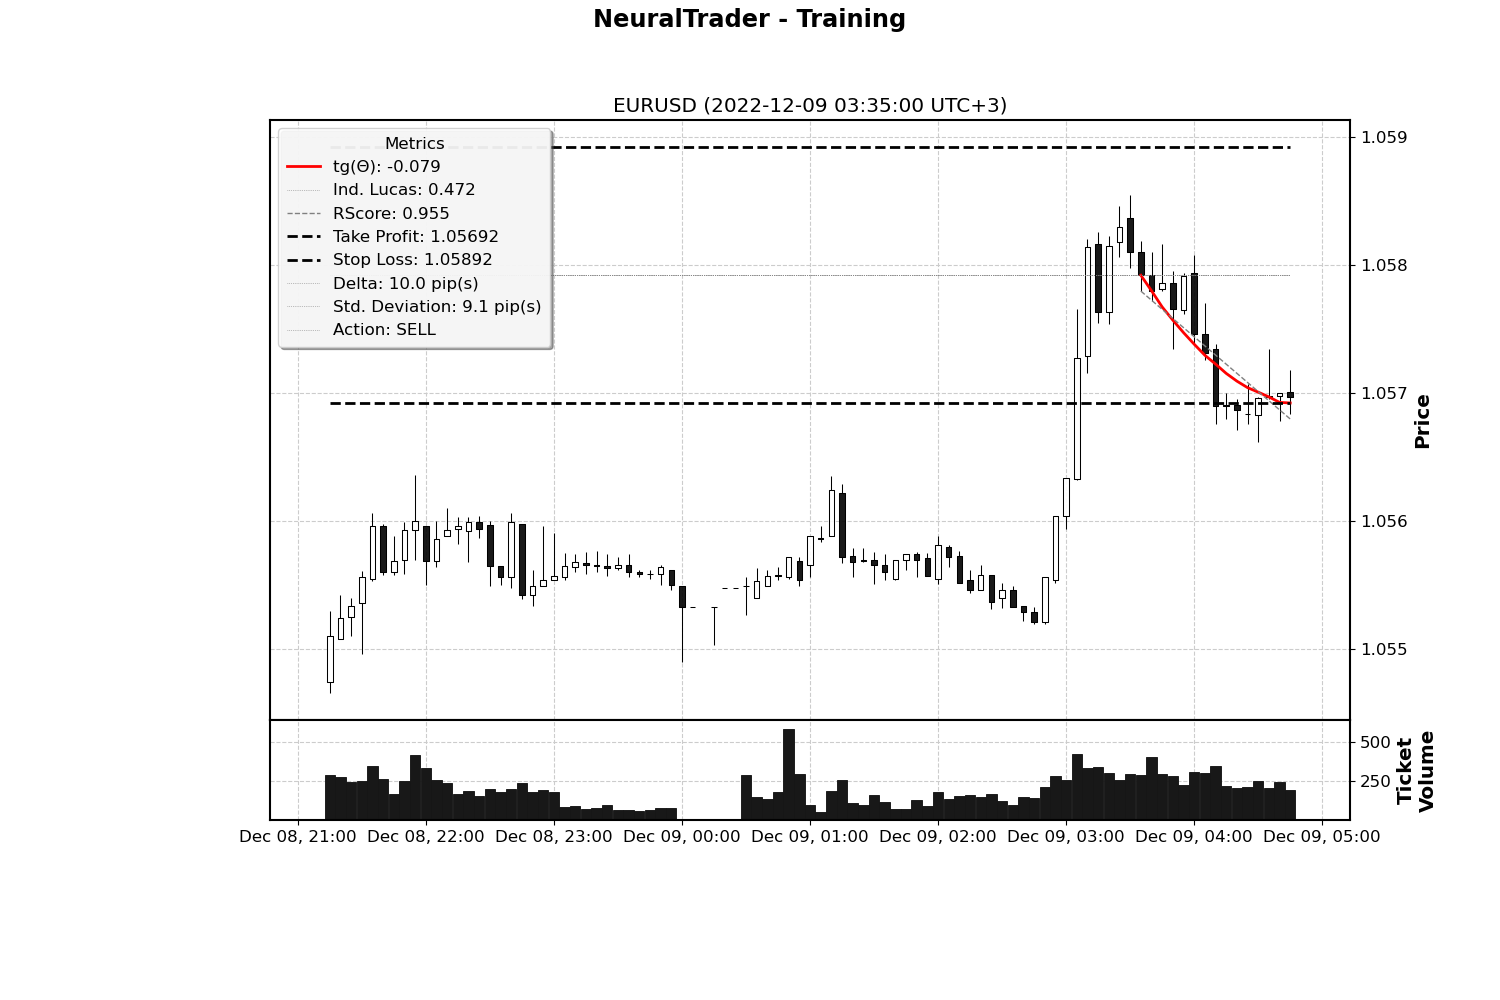 NeuralTrader - Training
EURUSD (2022-12-09 03:35:00 UTC+3)
Metrics
tg(Θ): -0.079
Ind. Lucas: 0.472
RScore: 0.955
Take Profit: 1.05692
Stop Loss: 1.05892
Delta: 10.0 pip(s)
Std. Deviation: 9.1 pip(s)
Action: SELL
1.059
1.058
1.057
1.056
1.055
Price
500
250
Ticket
Volume
Dec 08, 21:00 Dec 08, 22:00 Dec 08, 23:00 Dec 09, 00:00 Dec 09, 01:00 Dec 09, 02:00 Dec 09, 03:00 Dec 09, 04:00 Dec 09, 05:00